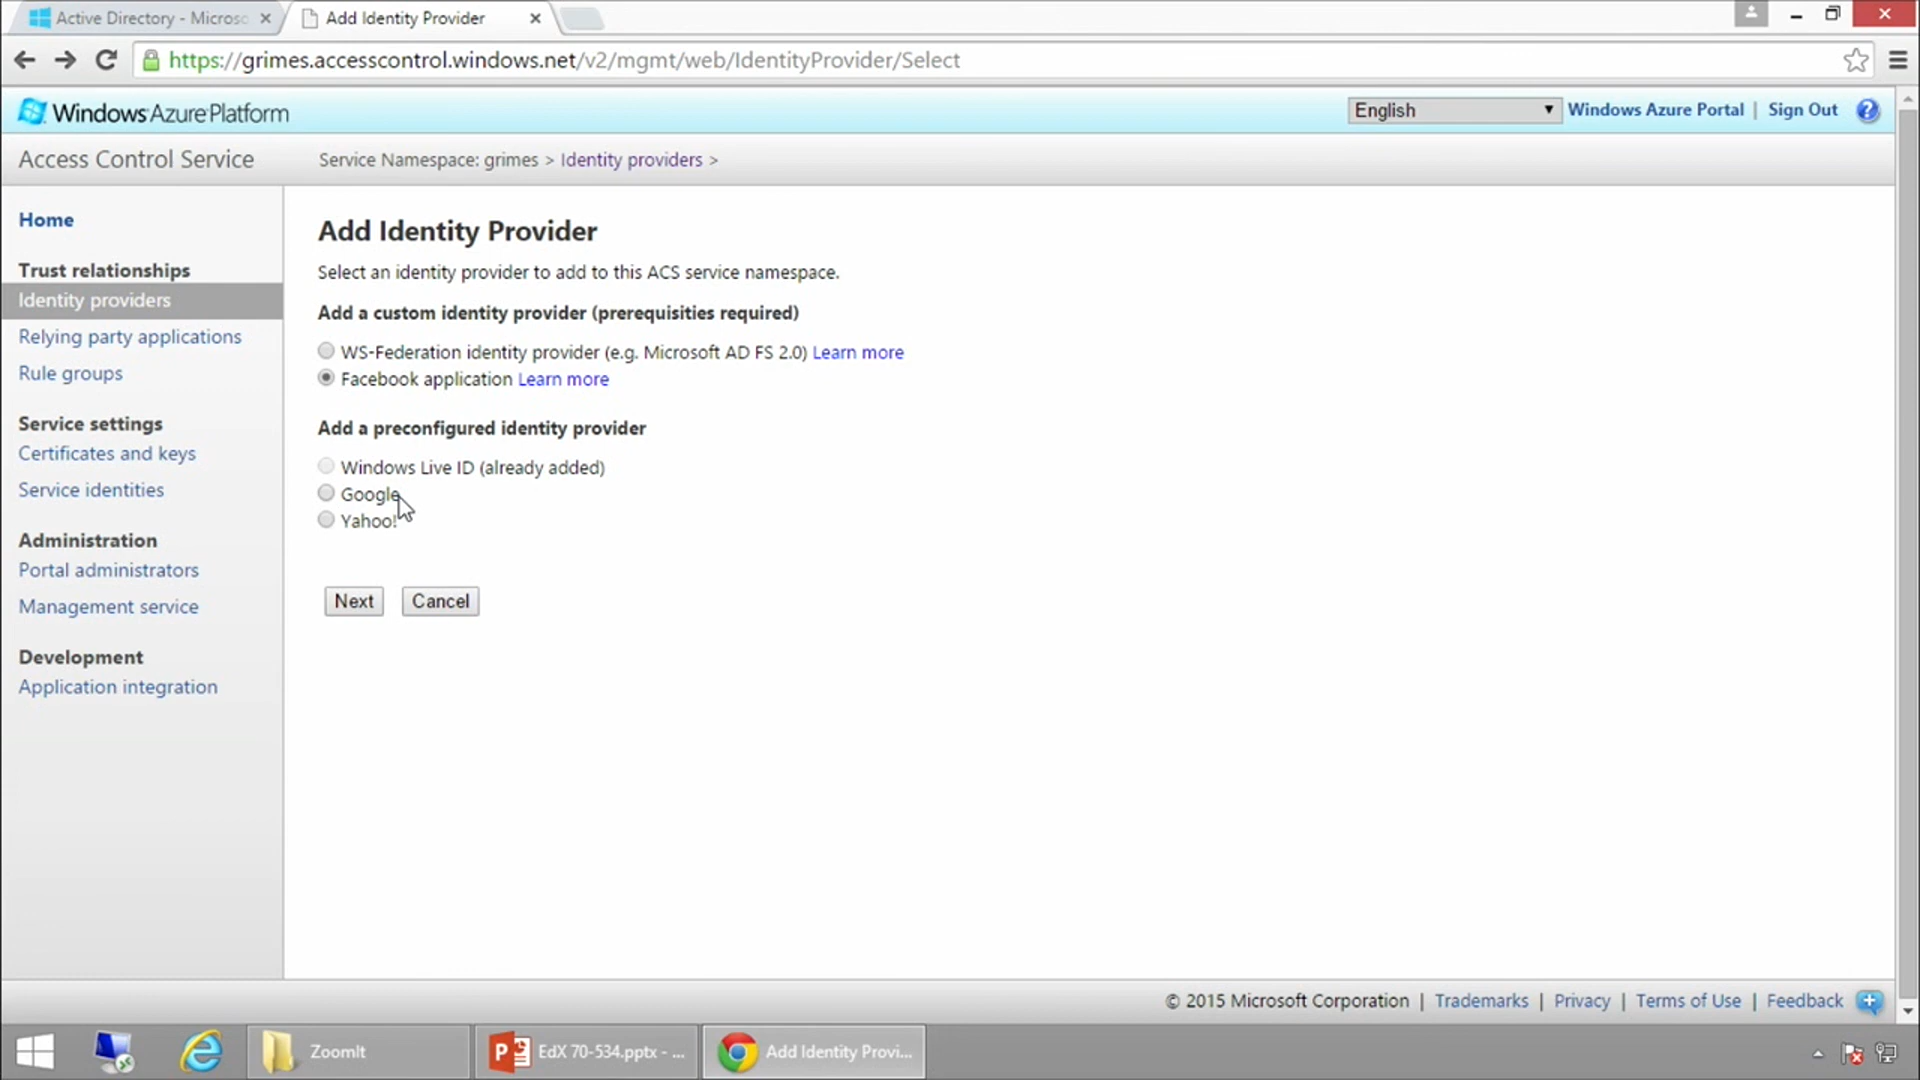 Active Directory - Microso
Add Identity Provider
https://grimes.accesscontrol.windows.net/v2/mgmt/web/IdentityProvider/Select
Windows Azure Platform
English
Windows Azure Portal | Sign Out
Access Control Service
Service Namespace: grimes > Identity providers >
Home
Trust relationships
Identity providers
Relying party applications
Rule groups
Service settings
Certificates and keys
Service identities
Administration
Portal administrators
Management service
Development
Application integration
Add Identity Provider
Select an identity provider to add to this ACS service namespace.
Add a custom identity provider (prerequisities required)
WS-Federation identity provider (e.g. Microsoft AD FS 2.0) Learn more
Facebook application Learn more
Add a preconfigured identity provider
Windows Live ID (already added)
Google
Yahoo!
Next Cancel
© 2015 Microsoft Corporation | Trademarks | Privacy | Terms of Use | Feedback
ZoomIt
EdX 70-534.pptx - ...
Add Identity Provi...